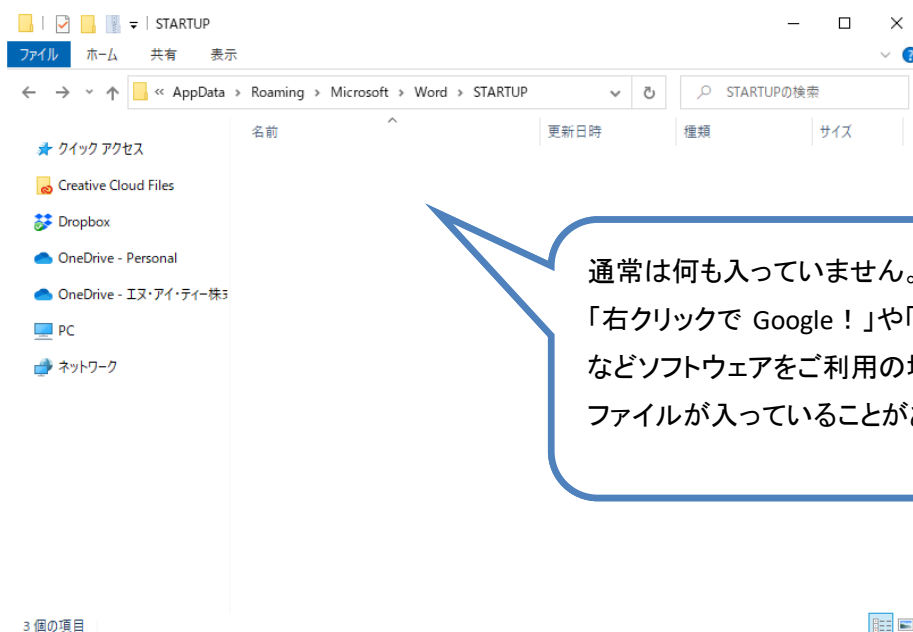 STARTUP
ファイル ホーム 共有 表示
« AppData › Roaming › Microsoft › Word › STARTUP
STARTUPの検索
名前 更新日時 種類 サイズ
クイック アクセス
Creative Cloud Files
Dropbox
OneDrive - Personal
OneDrive - エヌ・アイ・ティー株式
PC
ネットワーク
通常は何も入っていません。
「右クリックで Google！」や「
などソフトウェアをご利用の
ファイルが入っていることが
3 個の項目